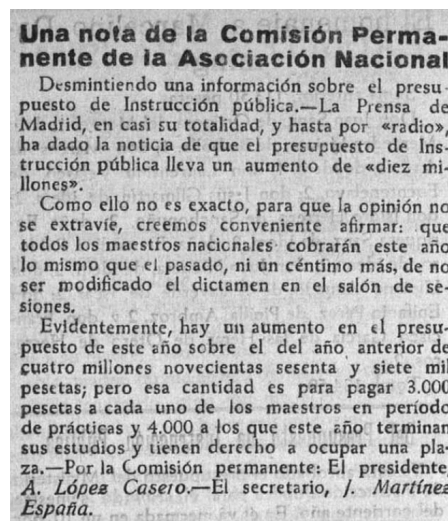 Una nota de la Comisión Perma-
nente de la Asociación Nacional
Desmintiendo una información sobre el presu-
puesto de Instrucción pública.—La Prensa de
Madrid, en casi su totalidad, y hasta por «radio»,
ha dado la noticia de que el presupuesto de Ins-
trucción pública lleva un aumento de «diez mi-
llones».
Como ello no es exacto, para que la opinión no
se extravíe, creemos conveniente afirmar: que
todos los maestros nacionales cobrarán este año
lo mismo que el pasado, ni un céntimo más, de no
ser modificado el dictamen en el salón de se-
siones.
Evidentemente, hay un aumento en el presu-
puesto de este año sobre el del año anterior de
cuatro millones novecientas sesenta y siete mil
pesetas; pero esa cantidad es para pagar 3.000
pesetas a cada uno de los maestros en período
de prácticas y 4.000 a los que este año terminan
sus estudios y tienen derecho a ocupar una pla-
za.—Por la Comisión permanente: El presidente,
A. López Casero.—El secretario, J. Martínez
España.